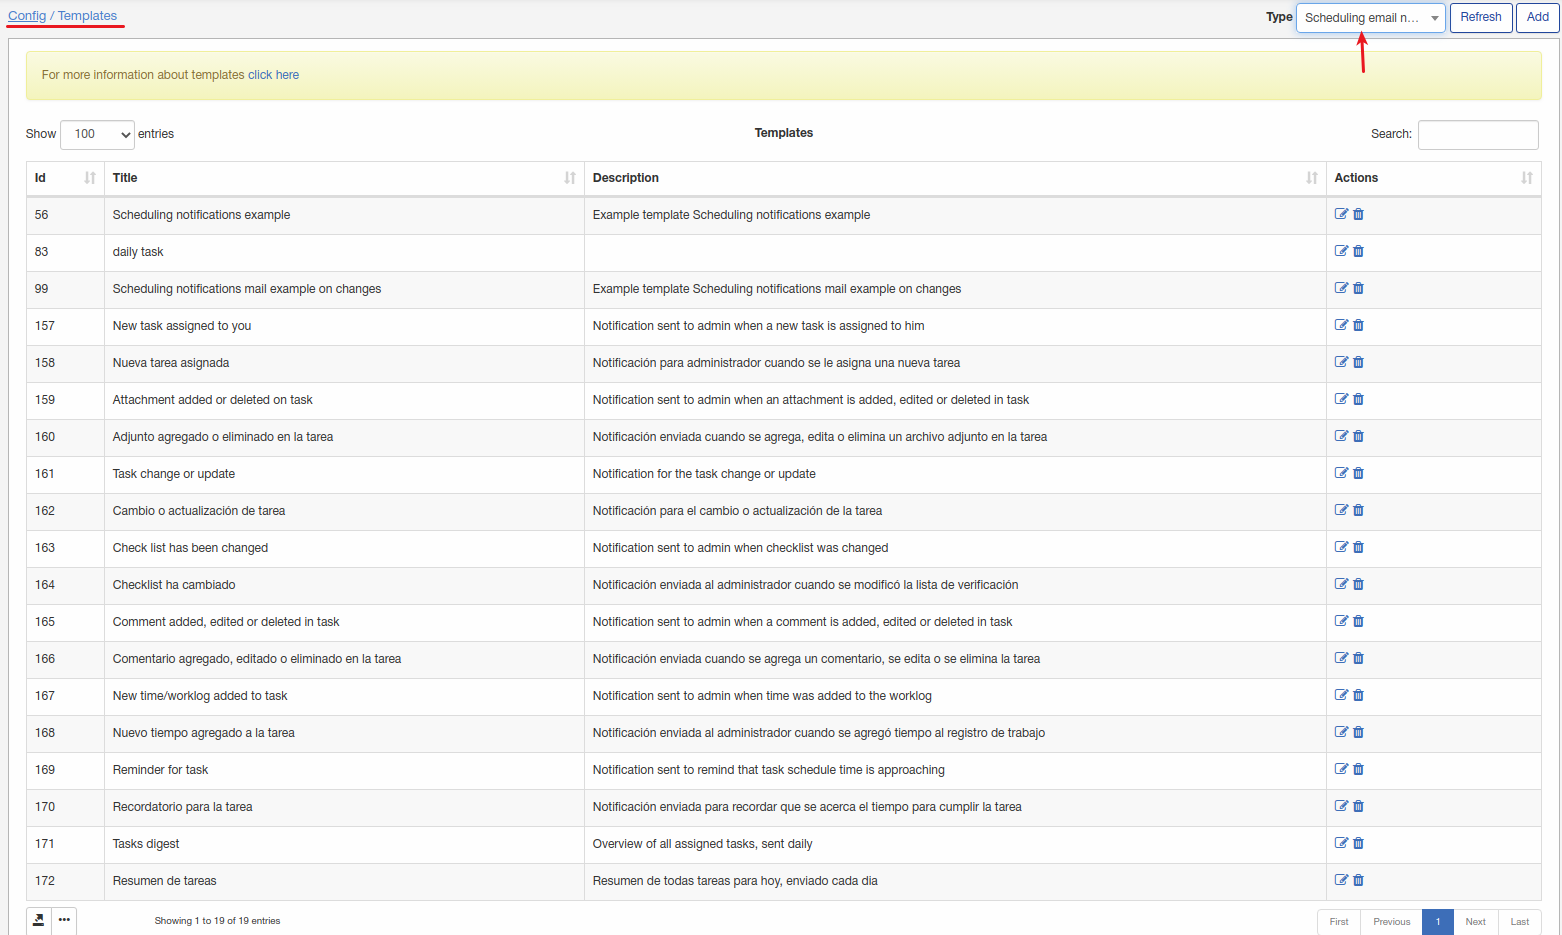 Config / Templates Type Scheduling email n... Refresh Add
For more information about templates click here
Show 100 entries Templates Search:
Id Title Description Actions
56 Scheduling notifications example Example template Scheduling notifications example
83 daily task
99 Scheduling notifications mail example on changes Example template Scheduling notifications mail example on changes
157 New task assigned to you Notification sent to admin when a new task is assigned to him
158 Nueva tarea asignada Notificación para administrador cuando se le asigna una nueva tarea
159 Attachment added or deleted on task Notification sent to admin when an attachment is added, edited or deleted in task
160 Adjunto agregado o eliminado en la tarea Notificación enviada cuando se agrega, edita o elimina un archivo adjunto en la tarea
161 Task change or update Notification for the task change or update
162 Cambio o actualización de tarea Notificación para el cambio o actualización de la tarea
163 Check list has been changed Notification sent to admin when checklist was changed
164 Checklist ha cambiado Notificación enviada al administrador cuando se modificó la lista de verificación
165 Comment added, edited or deleted in task Notification sent to admin when a comment is added, edited or deleted in task
166 Comentario agregado, editado o eliminado en la tarea Notificación enviada cuando se agrega un comentario, se edita o se elimina la tarea
167 New time/worklog added to task Notification sent to admin when time was added to the worklog
168 Nuevo tiempo agregado a la tarea Notificación enviada al administrador cuando se agregó tiempo al registro de trabajo
169 Reminder for task Notification sent to remind that task schedule time is approaching
170 Recordatorio para la tarea Notificación enviada para recordar que se acerca el tiempo para cumplir la tarea
171 Tasks digest Overview of all assigned tasks, sent daily
172 Resumen de tareas Resumen de todas tareas para hoy, enviado cada dia
Showing 1 to 19 of 19 entries First Previous 1 Next Last